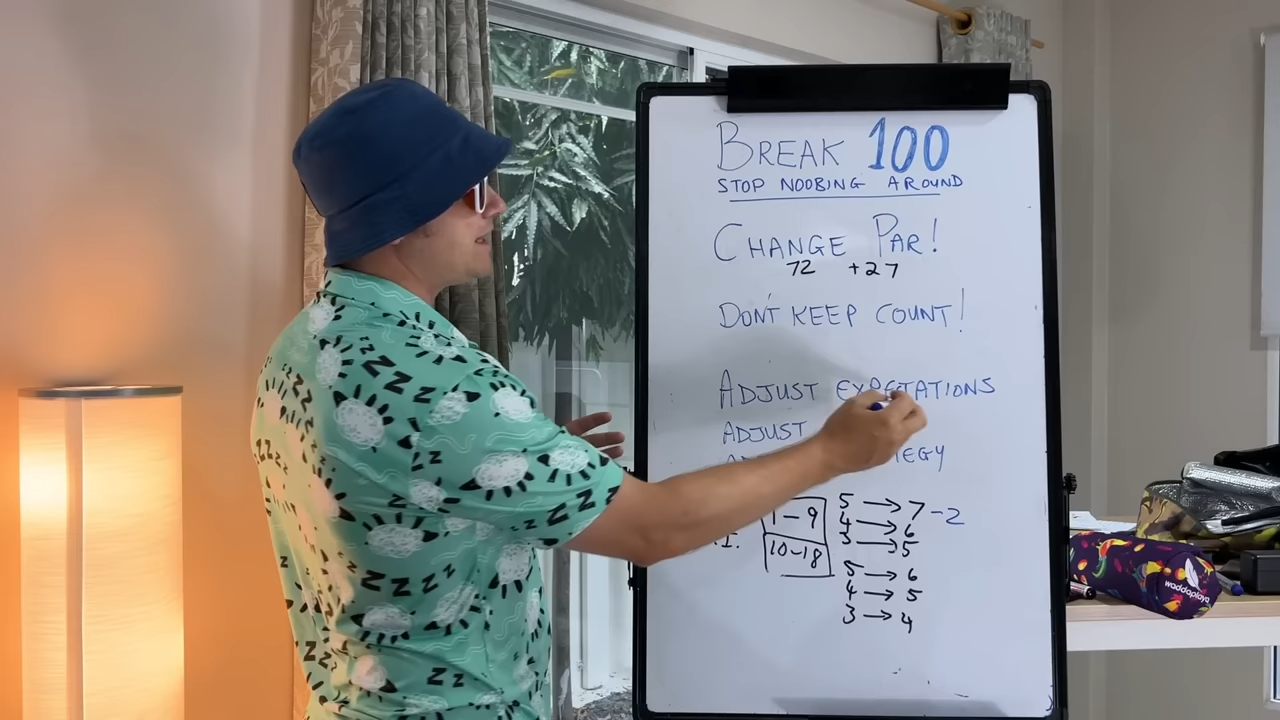 BREAK 100
STOP NOOBING AROUND
CHANGE PAR!
72 +27
DON'T KEEP COUNT!
ADJUST EXPECTATIONS
ADJUST
1-9
10-18
5 → 7 -2
4 → 6
3 → 5
5 → 6
4 → 5
3 → 4
waddaplaya